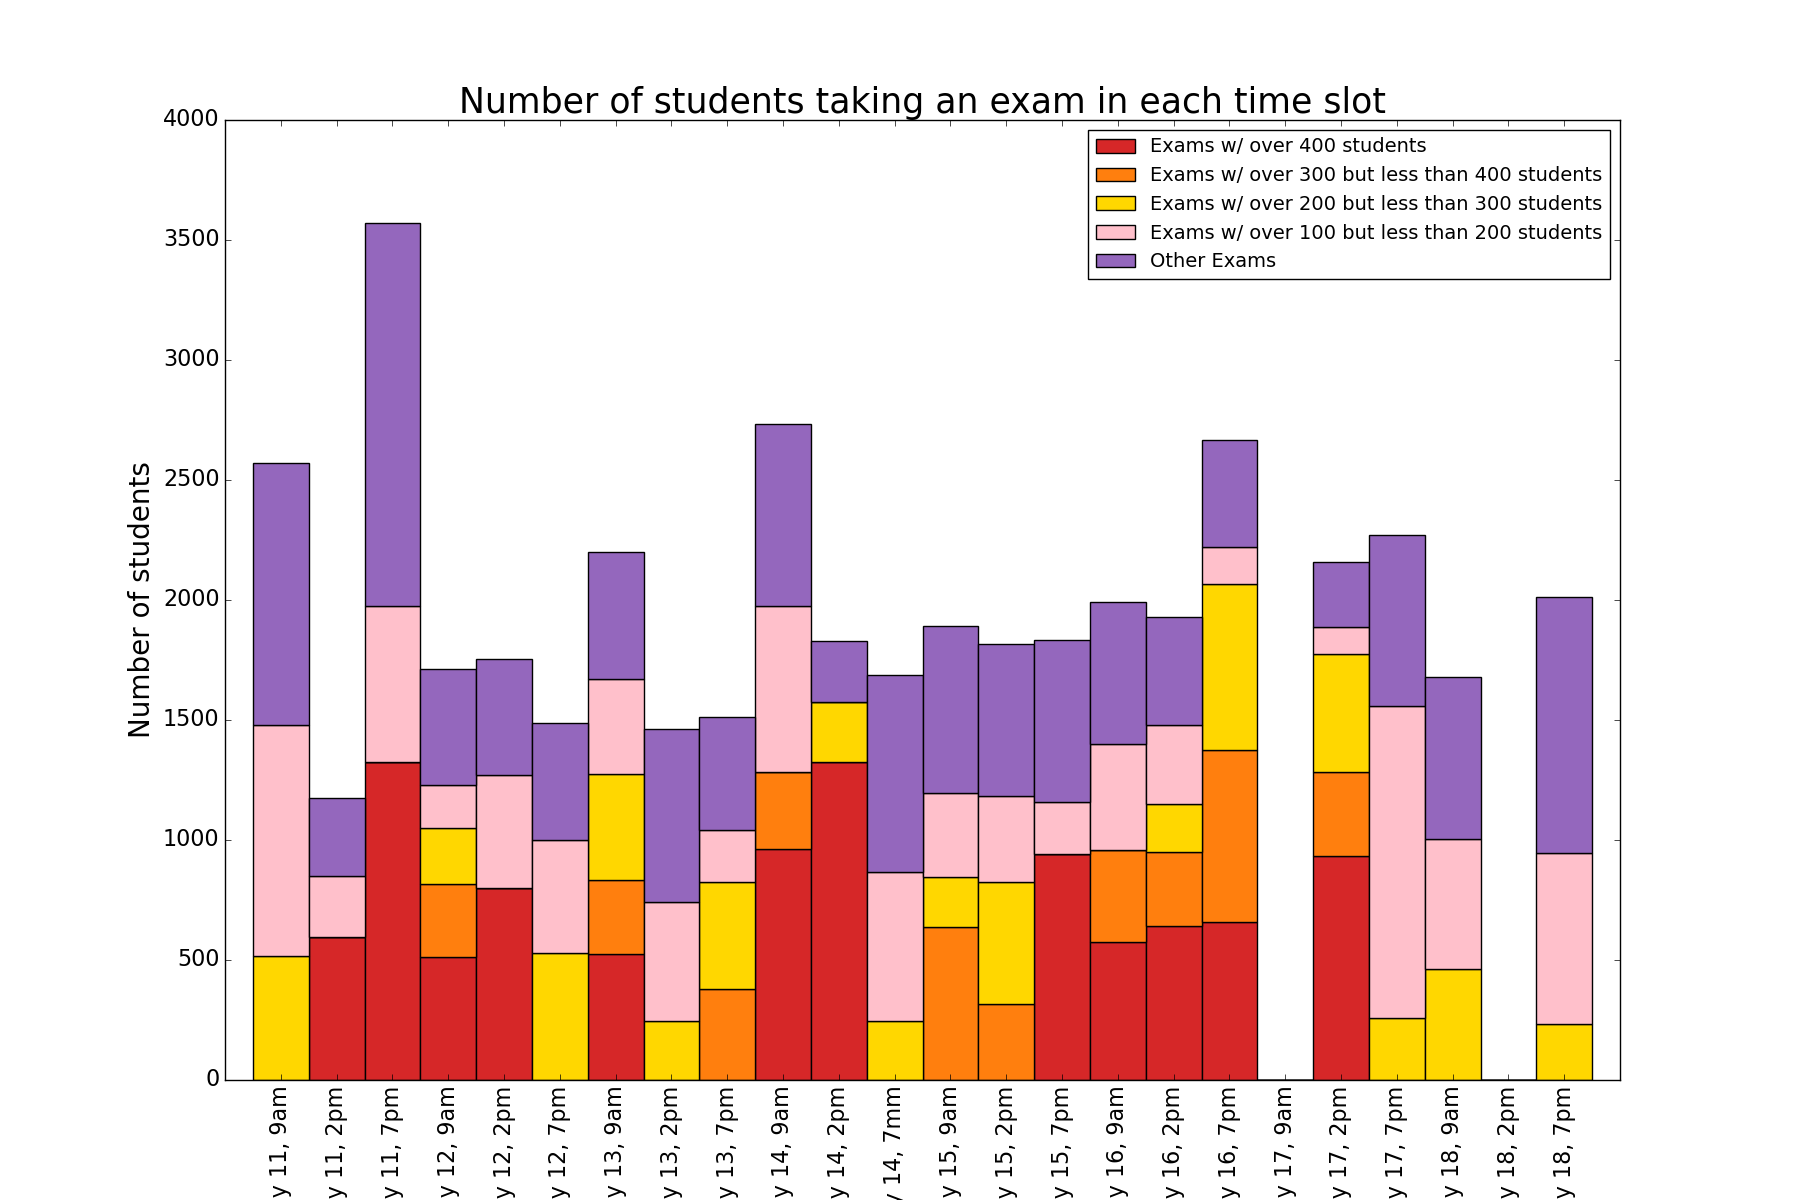 Number of students taking an exam in each time slot
Exams w/ over 400 students
Exams w/ over 300 but less than 400 students
Exams w/ over 200 but less than 300 students
Exams w/ over 100 but less than 200 students
Other Exams
Number of students
4000
3500
3000
2500
2000
1500
1000
500
0
y 11, 9am
y 11, 2pm
y 11, 7pm
y 12, 9am
y 12, 2pm
y 12, 7pm
y 13, 9am
y 13, 2pm
y 13, 7pm
y 14, 9am
y 14, 2pm
y 14, 7mm
y 15, 9am
y 15, 2pm
y 15, 7pm
y 16, 9am
y 16, 2pm
y 16, 7pm
y 17, 9am
y 17, 2pm
y 17, 7pm
y 18, 9am
y 18, 2pm
y 18, 7pm